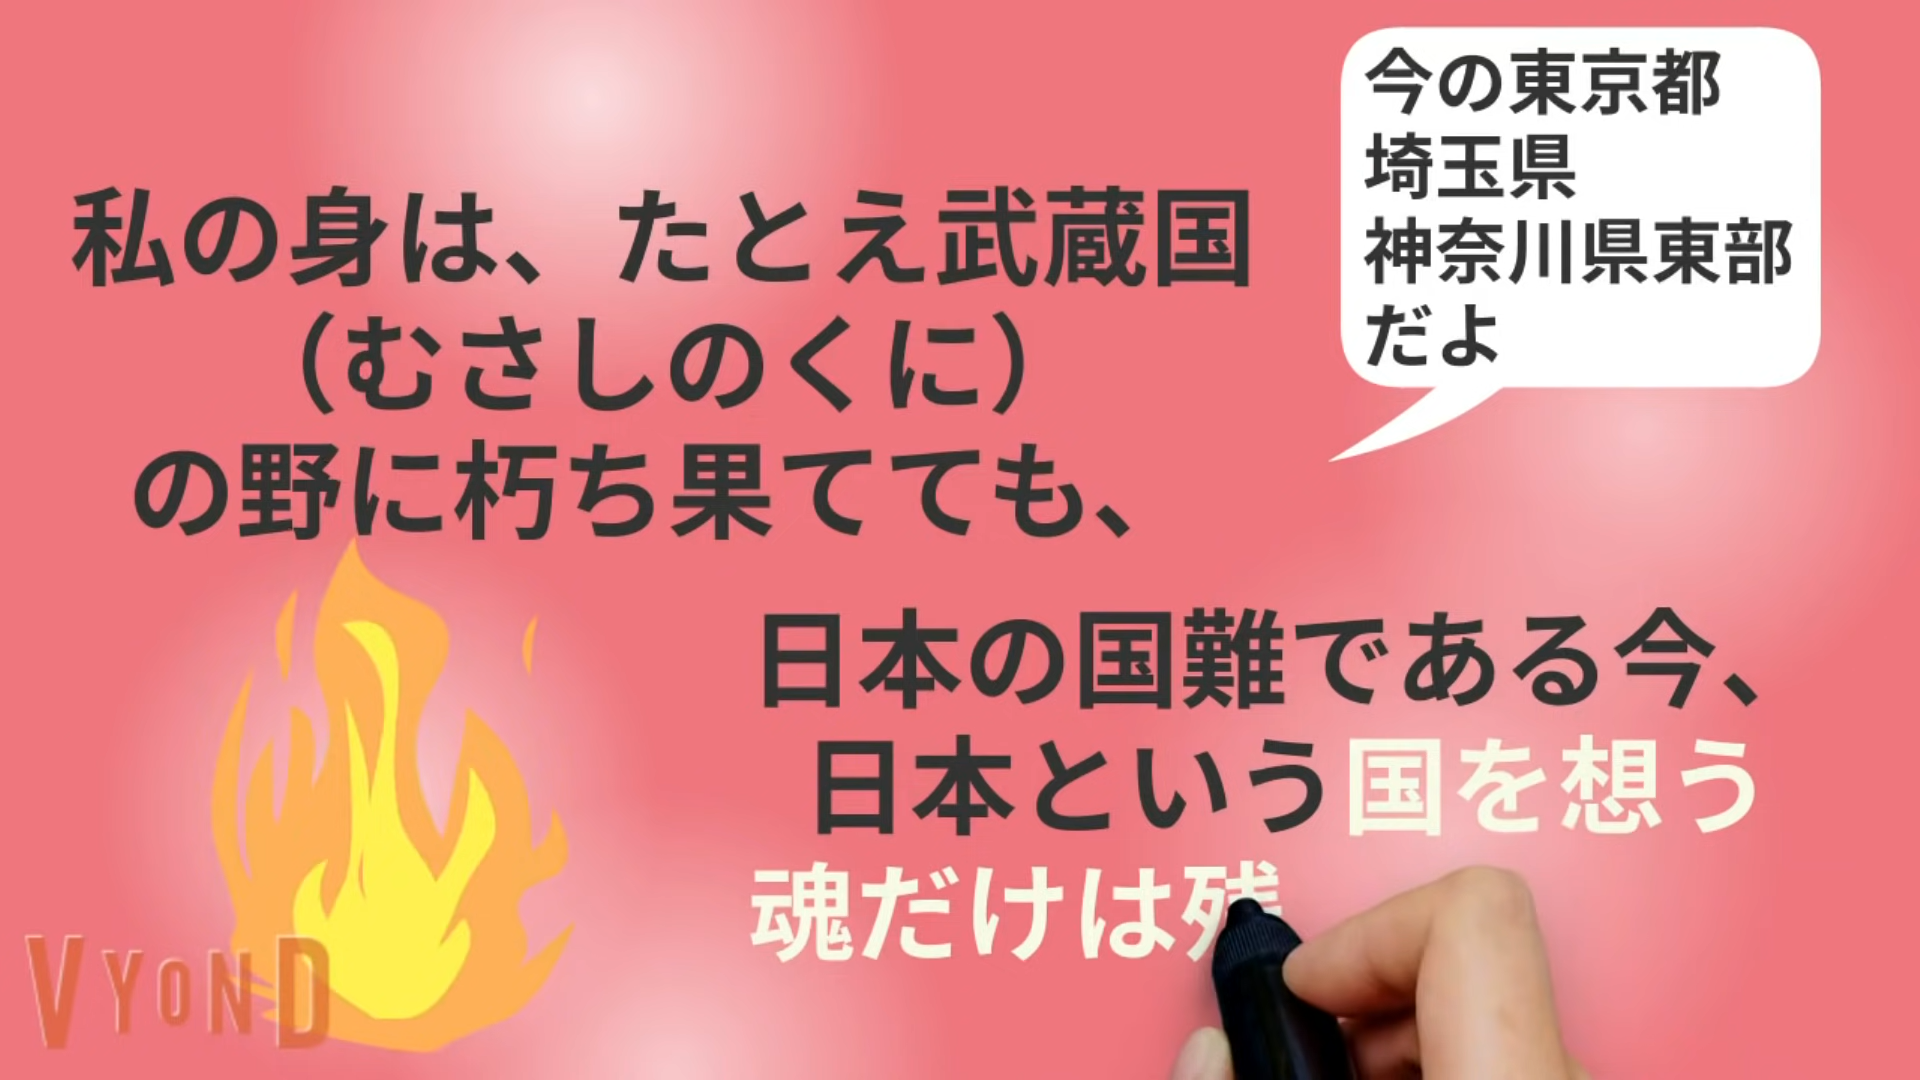 私の身は、たとえ武蔵国
（むさしのくに）
の野に朽ち果てても、
今の東京都
埼玉県
神奈川県東部
だよ
日本の国難である今、
日本という国を想う
魂だけは残
VYOND